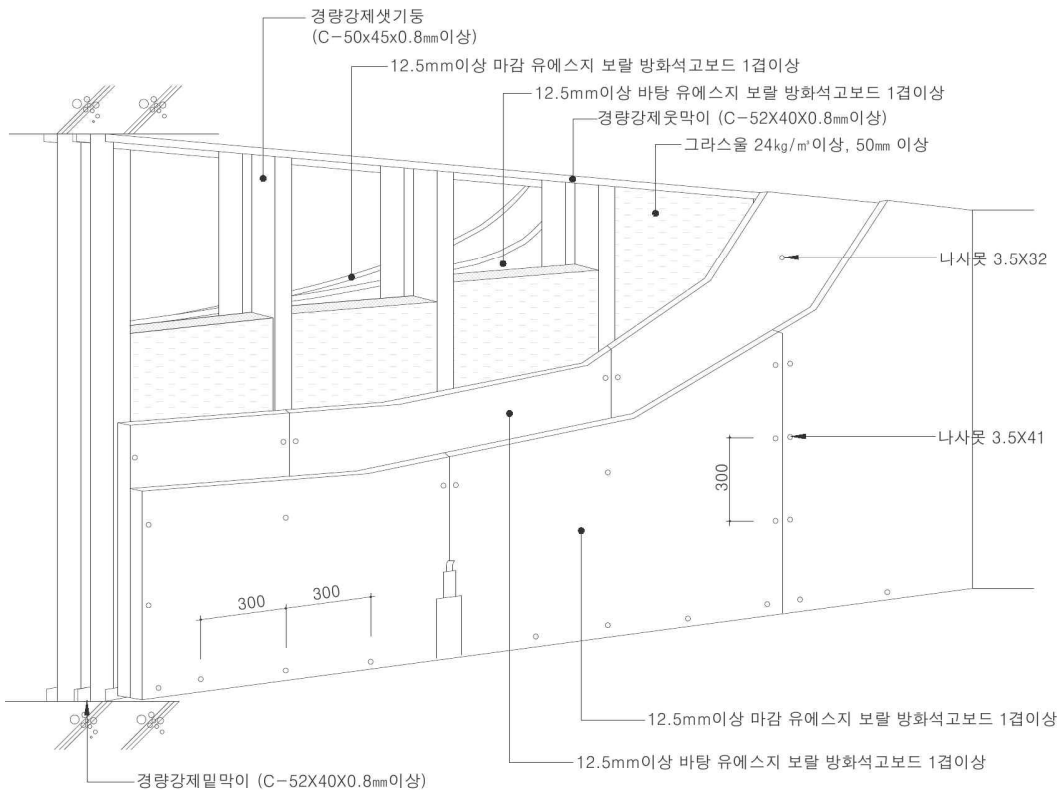 경량강제샛기둥
(C-50x45x0.8㎜이상)
12.5mm이상 마감 유에스지 보랄 방화석고보드 1겹이상
12.5mm이상 바탕 유에스지 보랄 방화석고보드 1겹이상
경량강제웃막이 (C-52X40X0.8㎜이상)
그라스울 24㎏/㎥이상, 50㎜ 이상
나사못 3.5X32
나사못 3.5X41
300
300
300
12.5mm이상 마감 유에스지 보랄 방화석고보드 1겹이상
12.5mm이상 바탕 유에스지 보랄 방화석고보드 1겹이상
경량강제밑막이 (C-52X40X0.8㎜이상)